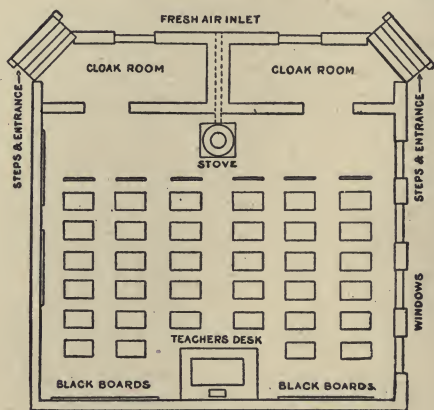 FRESH AIR INLET
CLOAK ROOM
CLOAK ROOM
STEPS & ENTRANCE→
STEPS & ENTRANCE→
STOVE
WINDOWS
TEACHERS DESK
BLACK BOARDS
BLACK BOARDS.